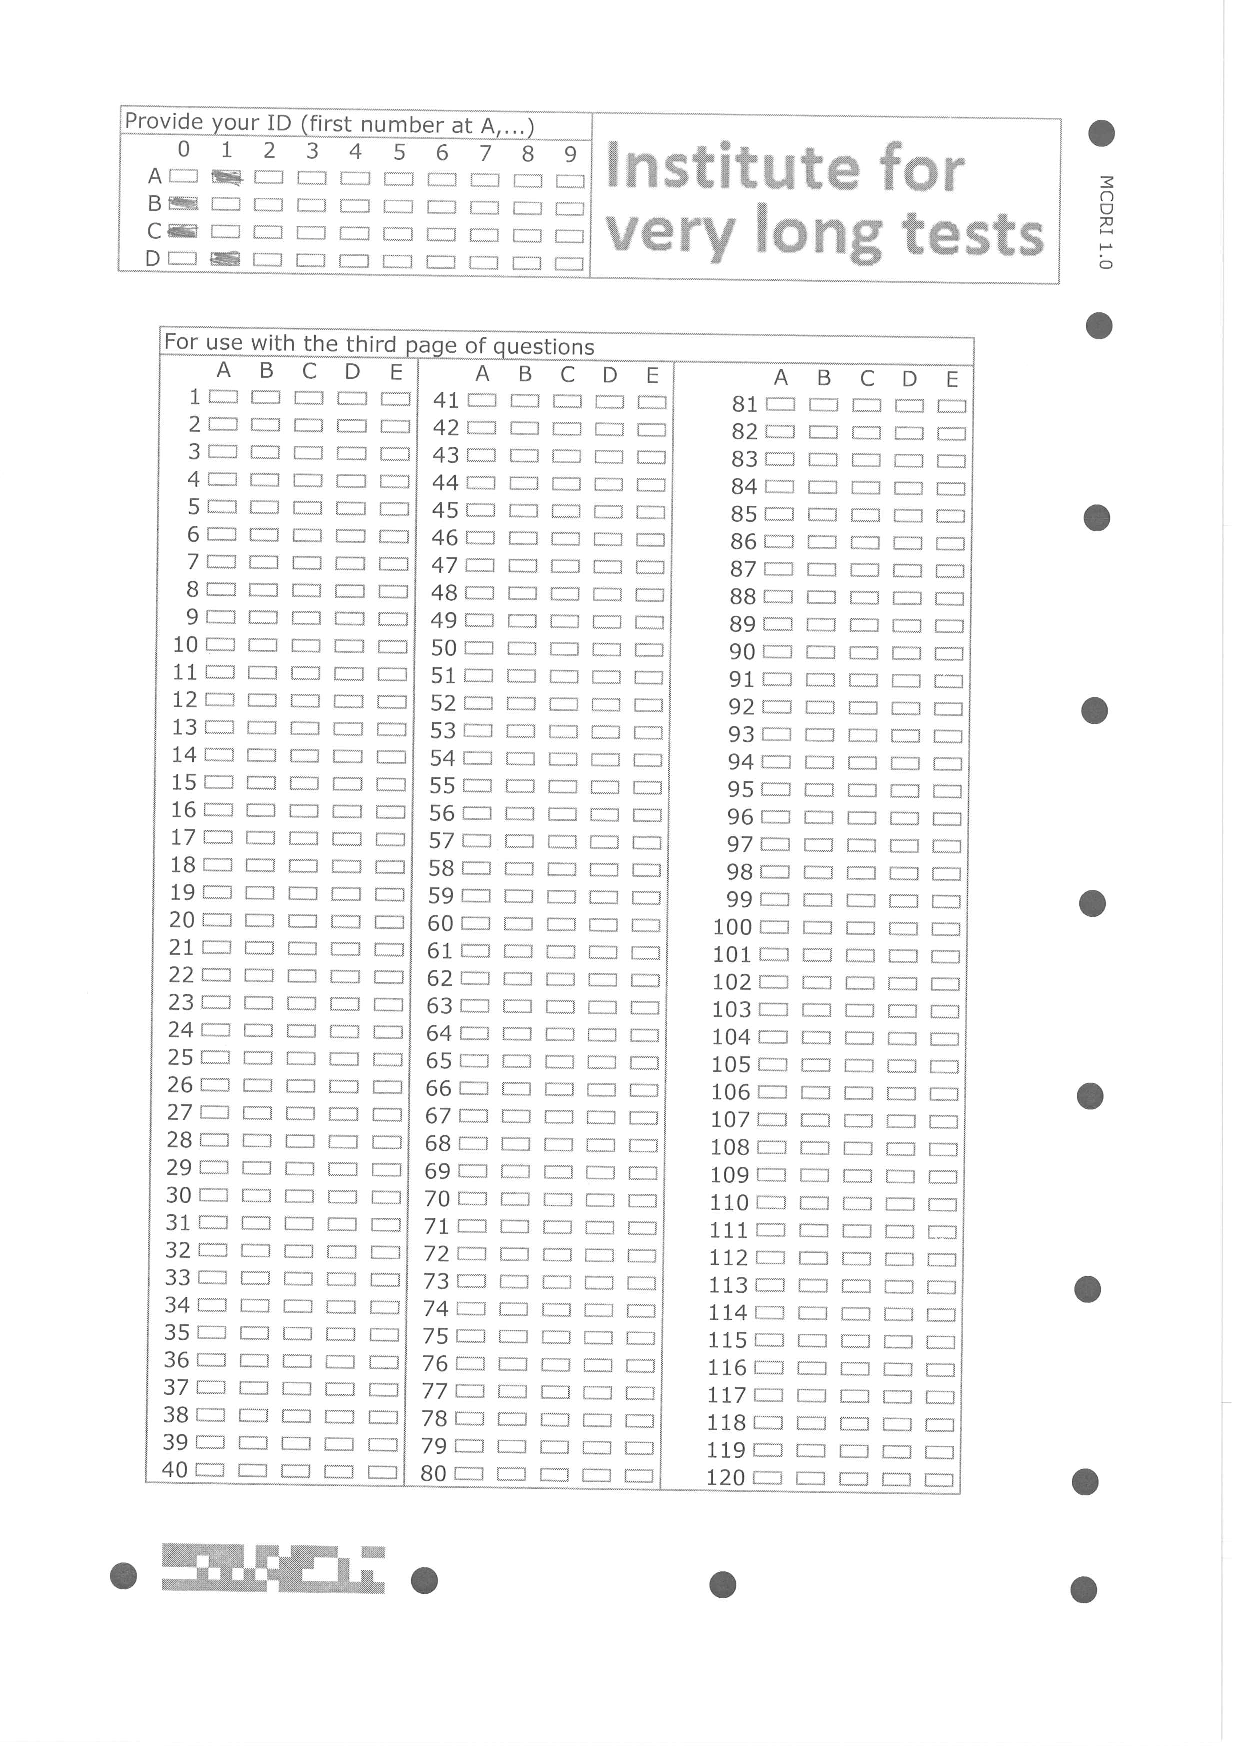 Provide your ID (first number at A,...)
0 1 2 3 4 5 6 7 8 9
A
B
C
D
Institute for
very long tests
MCDRI 1.0
For use with the third page of questions
A B C D E A B C D E A B C D E
1 41 81
2 42 82
3 43 83
4 44 84
5 45 85
6 46 86
7 47 87
8 48 88
9 49 89
10 50 90
11 51 91
12 52 92
13 53 93
14 54 94
15 55 95
16 56 96
17 57 97
18 58 98
19 59 99
20 60 100
21 61 101
22 62 102
23 63 103
24 64 104
25 65 105
26 66 106
27 67 107
28 68 108
29 69 109
30 70 110
31 71 111
32 72 112
33 73 113
34 74 114
35 75 115
36 76 116
37 77 117
38 78 118
39 79 119
40 80 120